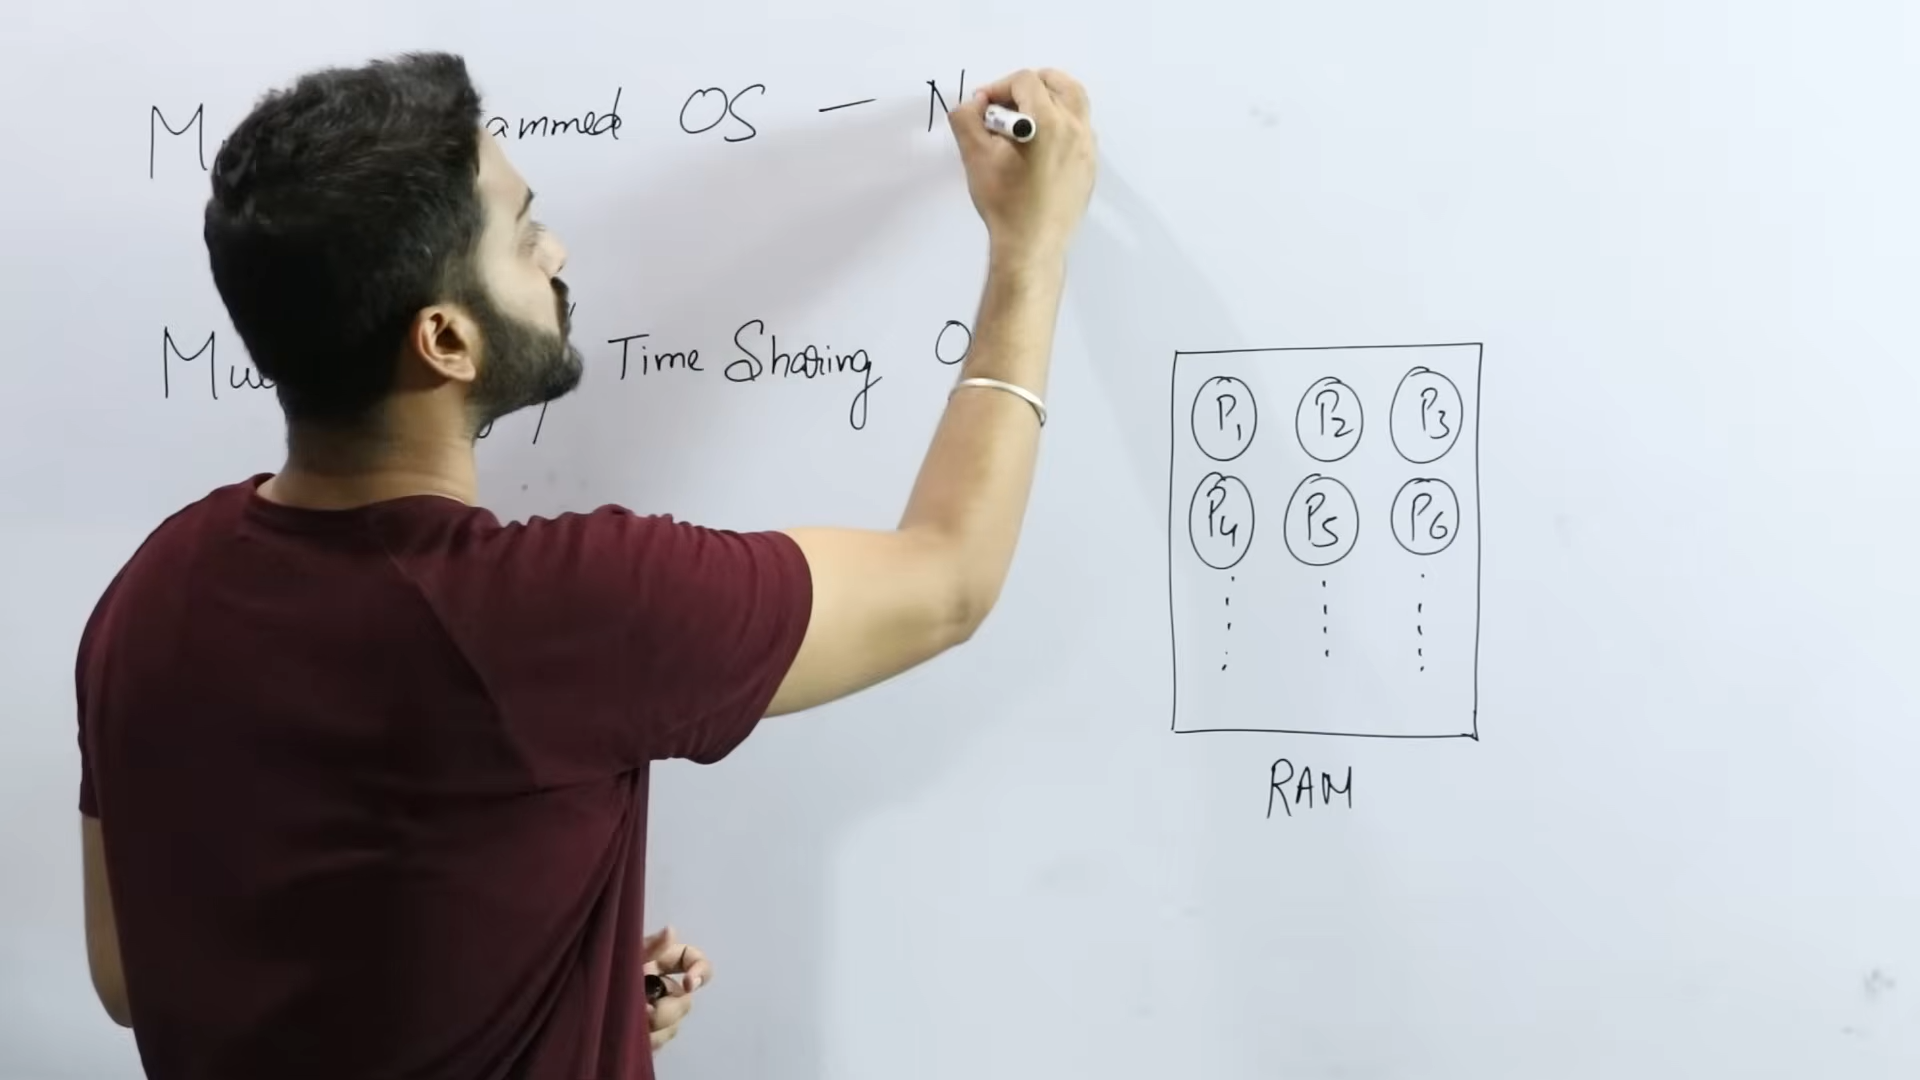 ammed OS — N
Time Sharing O
P1 P2 P3
P4 P5 P6
RAM